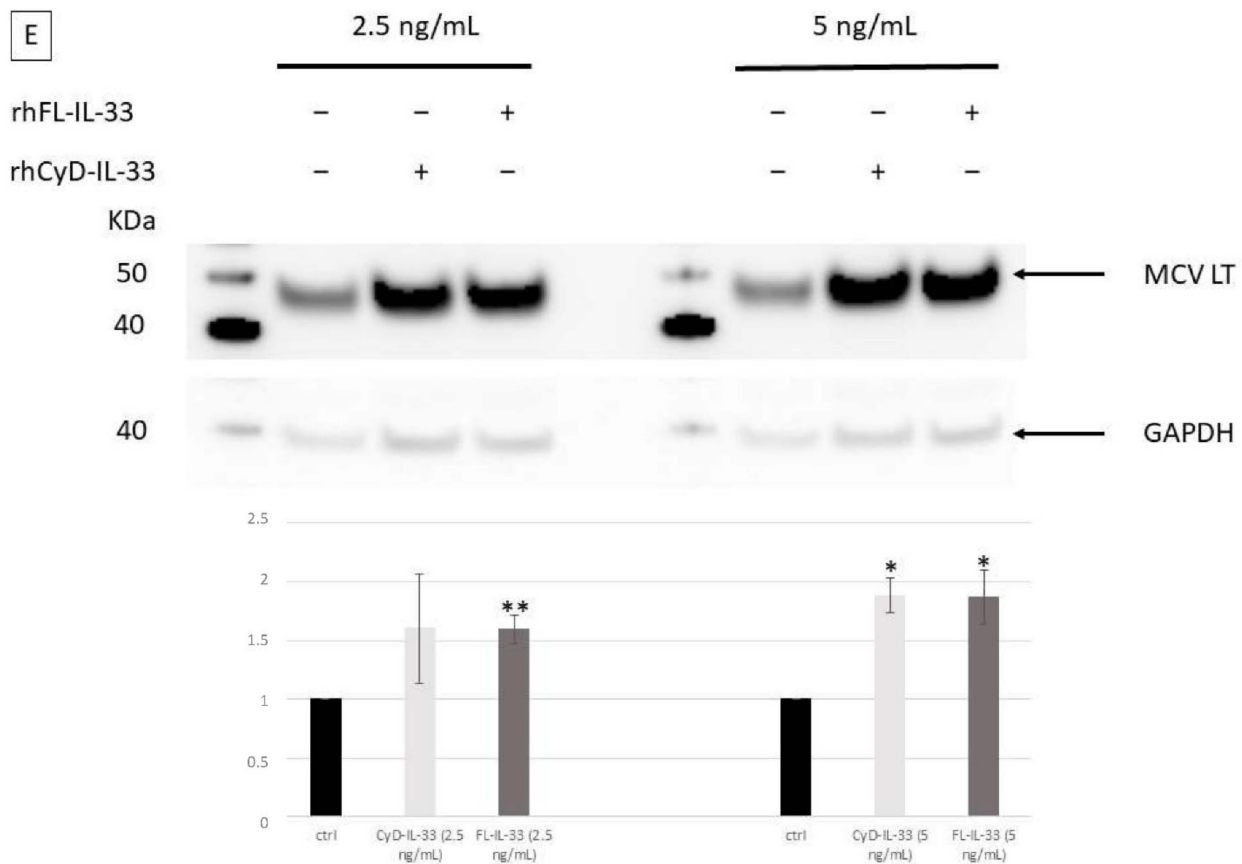 E
2.5 ng/mL 5 ng/mL
rhFL-IL-33 – – + – – +
rhCyD-IL-33 – + – – + –
KDa
50 MCV LT
40
40 GAPDH
2.5
2
1.5
1
0.5
0
** * *
ctrl CyD-IL-33 (2.5 FL-IL-33 (2.5 ctrl CyD-IL-33 (5 FL-IL-33 (5
ng/mL) ng/mL) ng/mL) ng/mL)